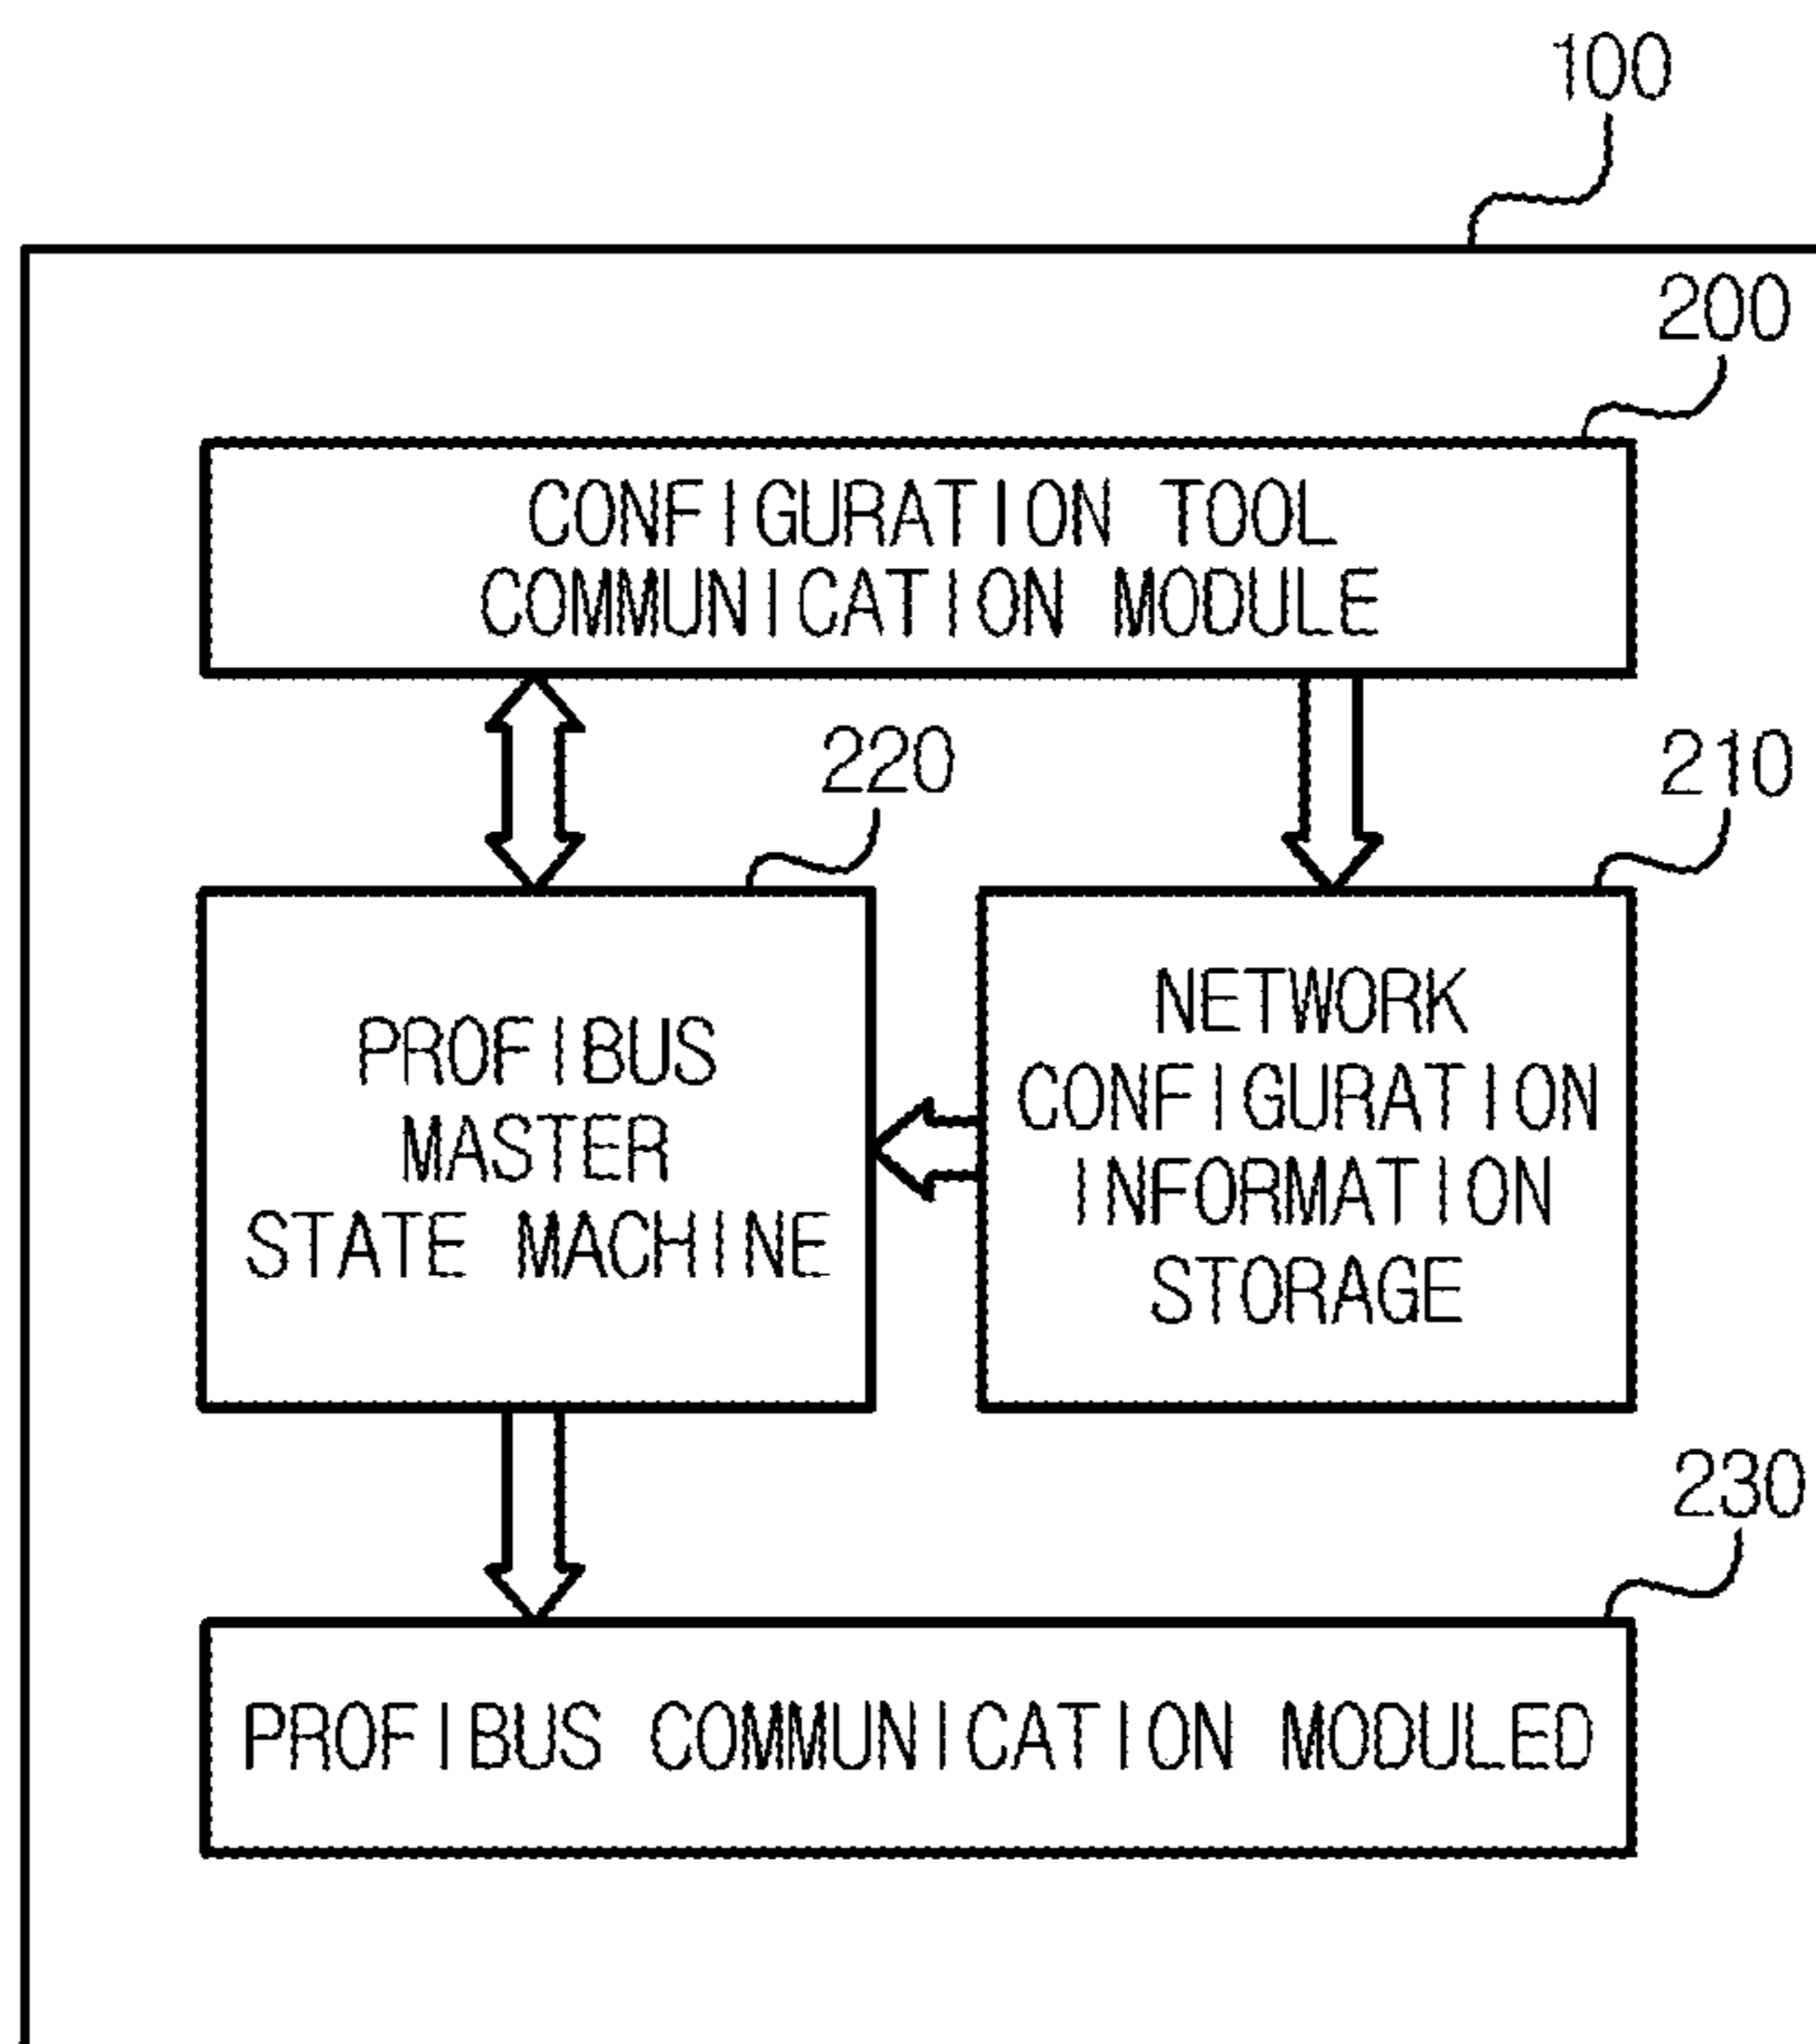 100
200
CONFIGURATION TOOL
COMMUNICATION MODULE
220
210
PROFIBUS
MASTER
STATE MACHINE
NETWORK
CONFIGURATION
INFORMATION
STORAGE
230
PROFIBUS COMMUNICATION MODULED